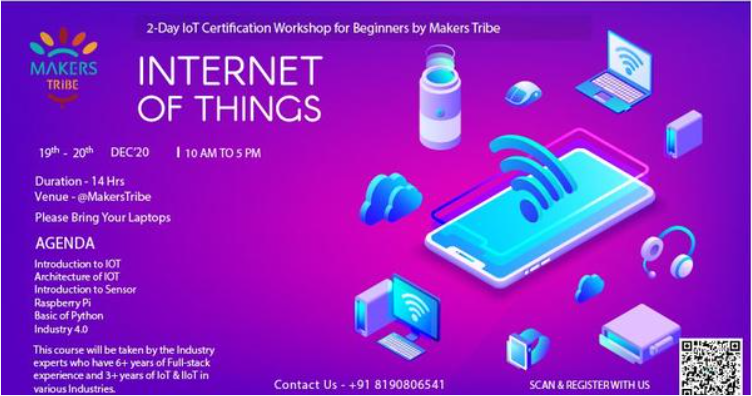 2-Day IoT Certification Workshop for Beginners by Makers Tribe
MAKERS
TRIBE
INTERNET
OF THINGS
19th - 20th DEC'20 | 10 AM TO 5 PM
Duration - 14 Hrs
Venue - @MakersTribe
Please Bring Your Laptops
AGENDA
Introduction to IOT
Architecture of IOT
Introduction to Sensor
Raspberry Pi
Basic of Python
Industry 4.0
This course will be taken by the Industry
experts who have 6+ years of Full-stack
experience and 3+ years of IoT & IIoT in
various Industries.
Contact Us - +91 8190806541
SCAN & REGISTER WITH US